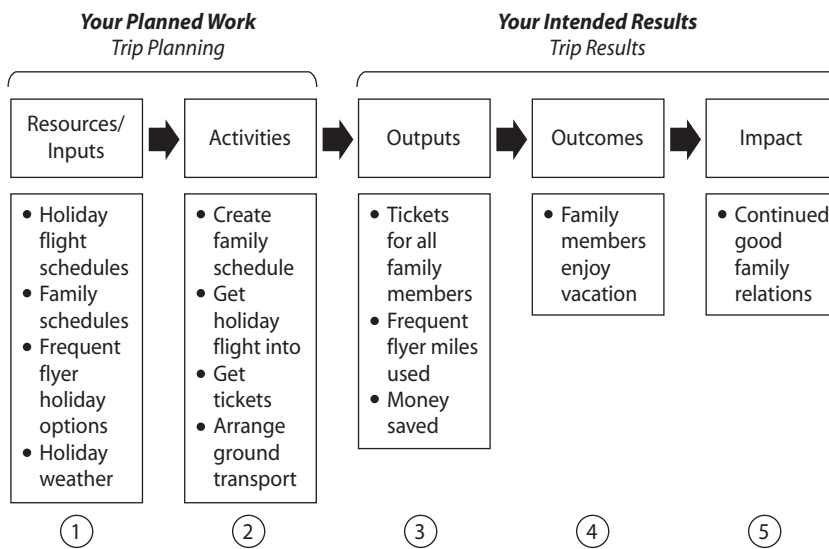 Your Planned Work
Trip Planning
Your Intended Results
Trip Results
Resources/
Inputs
Activities
Outputs
Outcomes
Impact
• Holiday
flight
schedules
• Family
schedules
• Frequent
flyer
holiday
options
• Holiday
weather
• Create
family
schedule
• Get
holiday
flight into
• Get
tickets
• Arrange
ground
transport
• Tickets
for all
family
members
• Frequent
flyer miles
used
• Money
saved
• Family
members
enjoy
vacation
• Continued
good
family
relations
1
2
3
4
5